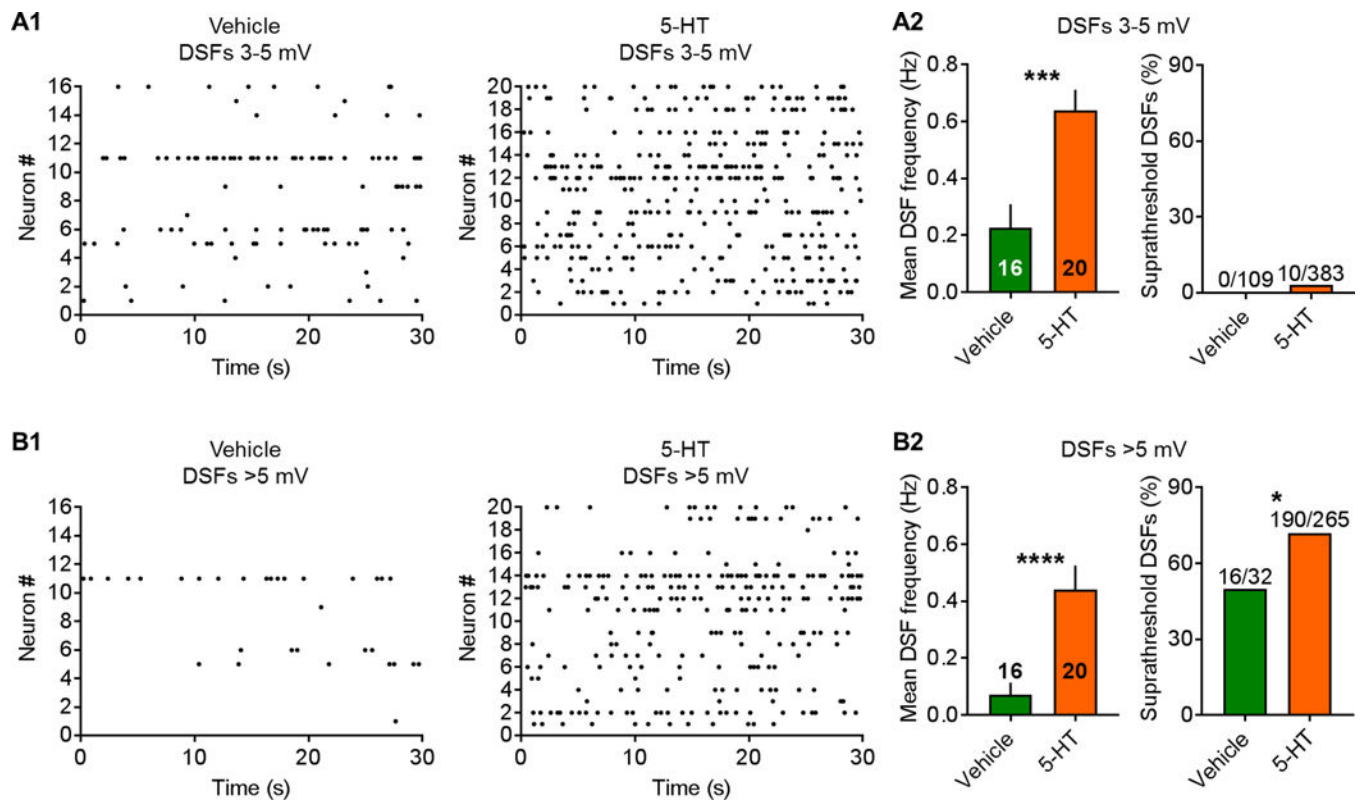 A1
Vehicle
DSFs 3-5 mV
Neuron #
16
14
12
10
8
6
4
2
0
0 10 20 30
Time (s)
5-HT
DSFs 3-5 mV
Neuron #
20
18
16
14
12
10
8
6
4
2
0
0 10 20 30
Time (s)
A2
DSFs 3-5 mV
Mean DSF frequency (Hz)
0.8
0.6
0.4
0.2
0.0
***
16 20
Vehicle 5-HT
Suprathreshold DSFs (%)
90
60
30
0
0/109 10/383
Vehicle 5-HT
B1
Vehicle
DSFs >5 mV
Neuron #
16
14
12
10
8
6
4
2
0
0 10 20 30
Time (s)
5-HT
DSFs >5 mV
Neuron #
20
18
16
14
12
10
8
6
4
2
0
0 10 20 30
Time (s)
B2
DSFs >5 mV
Mean DSF frequency (Hz)
0.8
0.6
0.4
0.2
0.0
****
16 20
Vehicle 5-HT
Suprathreshold DSFs (%)
90
60
30
0
*
16/32 190/265
Vehicle 5-HT